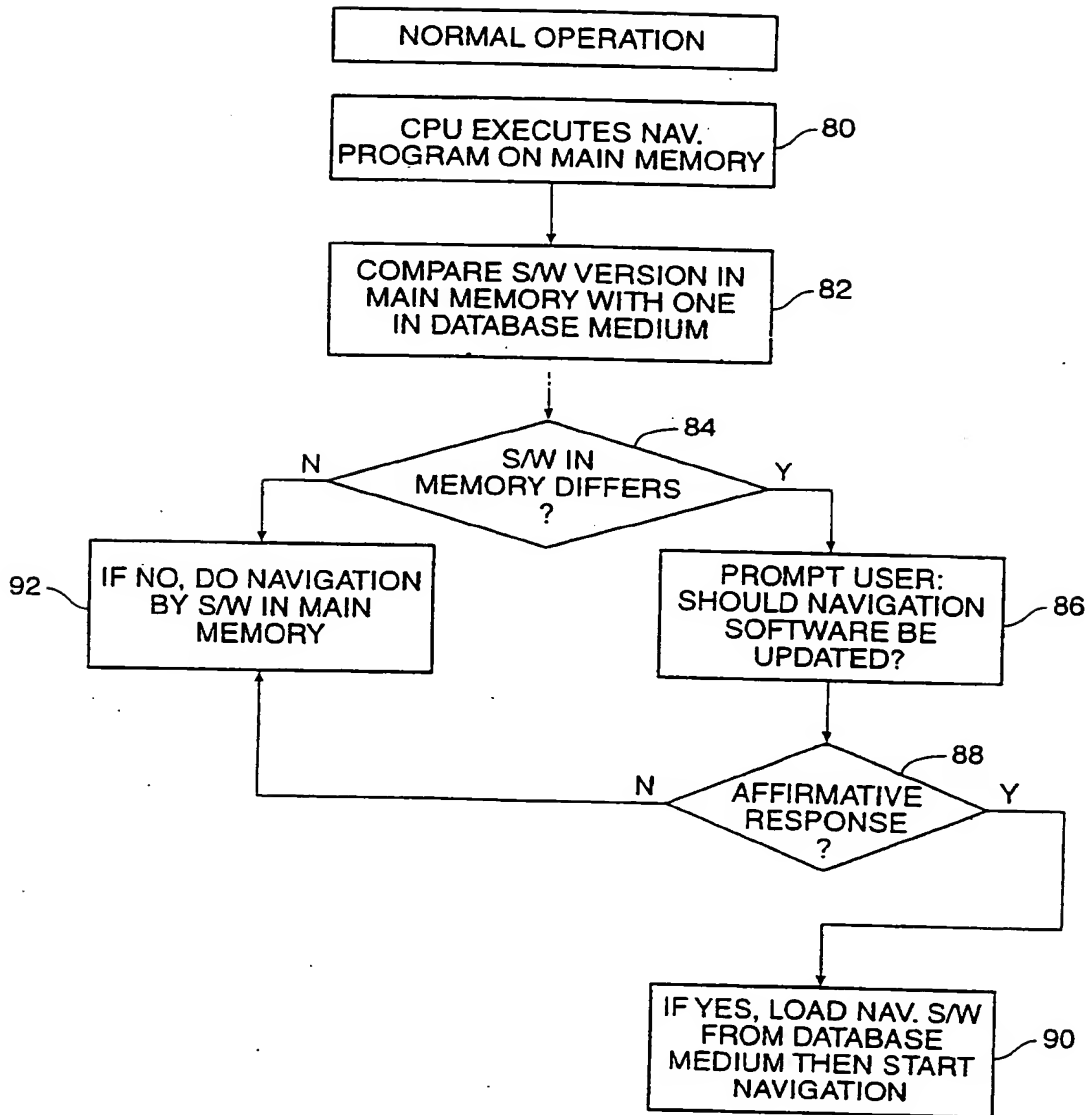 NORMAL OPERATION
CPU EXECUTES NAV.
PROGRAM ON MAIN MEMORY
80
COMPARE S/W VERSION IN
MAIN MEMORY WITH ONE
IN DATABASE MEDIUM
82
84
N
S/W IN
MEMORY DIFFERS
?
Y
92
IF NO, DO NAVIGATION
BY S/W IN MAIN
MEMORY
PROMPT USER:
SHOULD NAVIGATION
SOFTWARE BE
UPDATED?
86
88
N
AFFIRMATIVE
RESPONSE
?
Y
IF YES, LOAD NAV. S/W
FROM DATABASE
MEDIUM THEN START
NAVIGATION
90